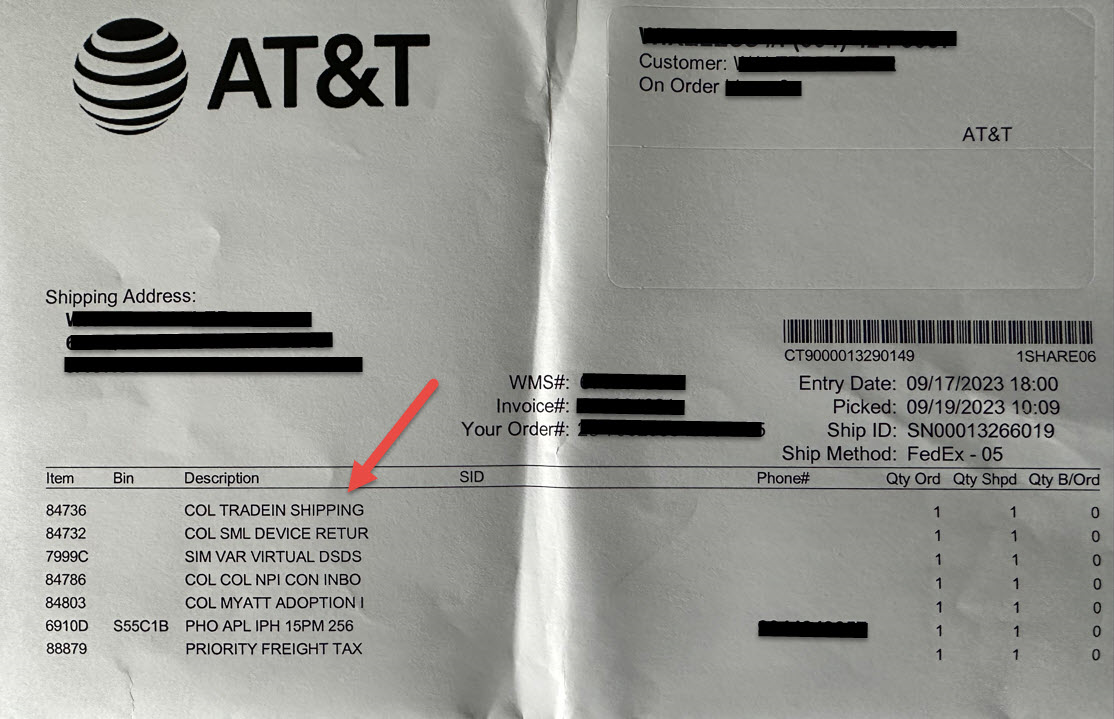 AT&T
Customer:
On Order
AT&T
Shipping Address:
CT9000013290149 1SHARE06
WMS#:
Invoice#:
Your Order#:
Entry Date: 09/17/2023 18:00
Picked: 09/19/2023 10:09
Ship ID: SN00013266019
Ship Method: FedEx - 05
Item Bin Description SID Phone# Qty Ord Qty Shpd Qty B/Ord
84736 COL TRADEIN SHIPPING 1 1 0
84732 COL SML DEVICE RETUR 1 1 0
7999C SIM VAR VIRTUAL DSDS 1 1 0
84786 COL COL NPI CON INBO 1 1 0
84803 COL MYATT ADOPTION I 1 1 0
6910D S55C1B PHO APL IPH 15PM 256 1 1 0
88879 PRIORITY FREIGHT TAX 1 1 0